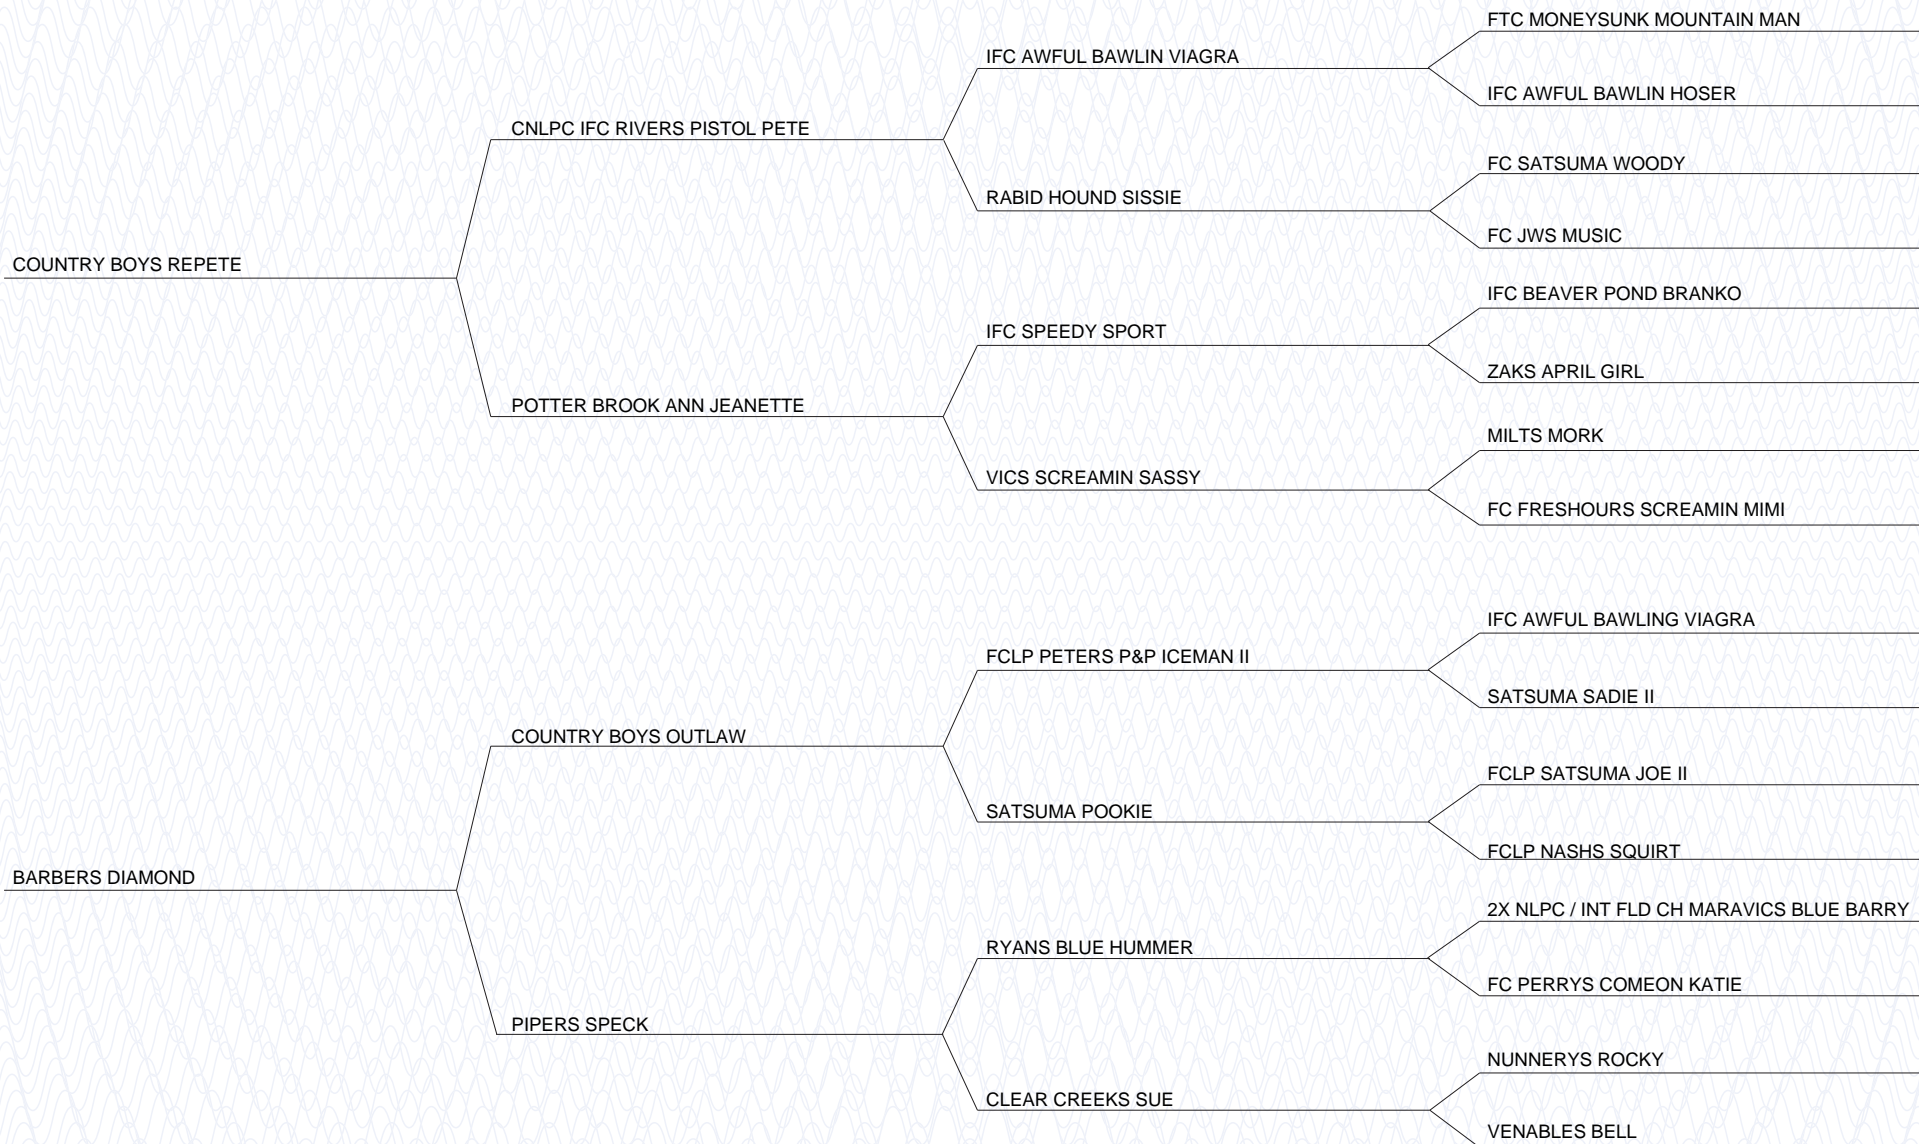 FTC MONEYSUNK MOUNTAIN MAN
IFC AWFUL BAWLIN VIAGRA
IFC AWFUL BAWLIN HOSER
CNLPC IFC RIVERS PISTOL PETE
FC SATSUMA WOODY
RABID HOUND SISSIE
FC JWS MUSIC
COUNTRY BOYS REPETE
IFC BEAVER POND BRANKO
IFC SPEEDY SPORT
ZAKS APRIL GIRL
POTTER BROOK ANN JEANETTE
MILTS MORK
VICS SCREAMIN SASSY
FC FRESHOURS SCREAMIN MIMI
IFC AWFUL BAWLING VIAGRA
FCLP PETERS P&P ICEMAN II
SATSUMA SADIE II
COUNTRY BOYS OUTLAW
FCLP SATSUMA JOE II
SATSUMA POOKIE
FCLP NASHS SQUIRT
BARBERS DIAMOND
2X NLPC / INT FLD CH MARAVICS BLUE BARRY
RYANS BLUE HUMMER
FC PERRYS COMEON KATIE
PIPERS SPECK
NUNNERYS ROCKY
CLEAR CREEKS SUE
VENABLES BELL